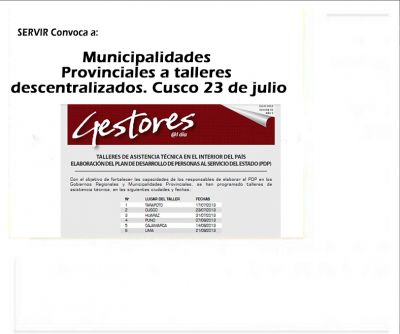 SERVIR Convoca a:
Municipalidades
Provinciales a talleres
descentralizados. Cusco 23 de julio
Gestores
al día
TALLERES DE ASISTENCIA TÉCNICA EN EL INTERIOR DEL PAÍS
ELABORACIÓN DEL PLAN DE DESARROLLO DE PERSONAS AL SERVICIO DEL ESTADO (PDP)
Con el objetivo de fortalecer las capacidades de los responsables de elaborar el PDP en los
Gobiernos Regionales y Municipalidades Provinciales, se han programado talleres de
asistencia técnica, en las siguientes ciudades y fechas:
Nº LUGAR DEL TALLER FECHAS
1 TARAPOTO 17/07/2013
2 CUSCO 23/07/2013
3 HUARAZ 31/07/2013
4 PUNO 07/08/2013
5 CAJAMARCA 14/08/2013
6 LIMA 21/08/2013